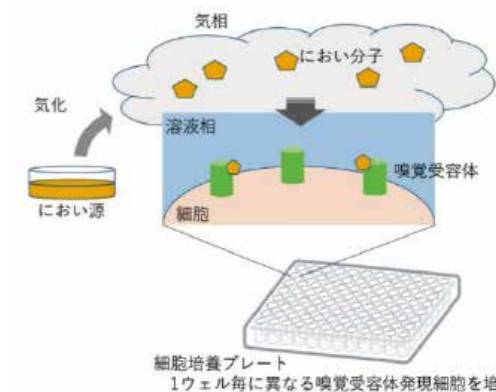 気相
におい分子
気化
溶液相
嗅覚受容体
におい源
細胞
細胞培養プレート
1ウェル毎に異なる嗅覚受容体発現細胞を培